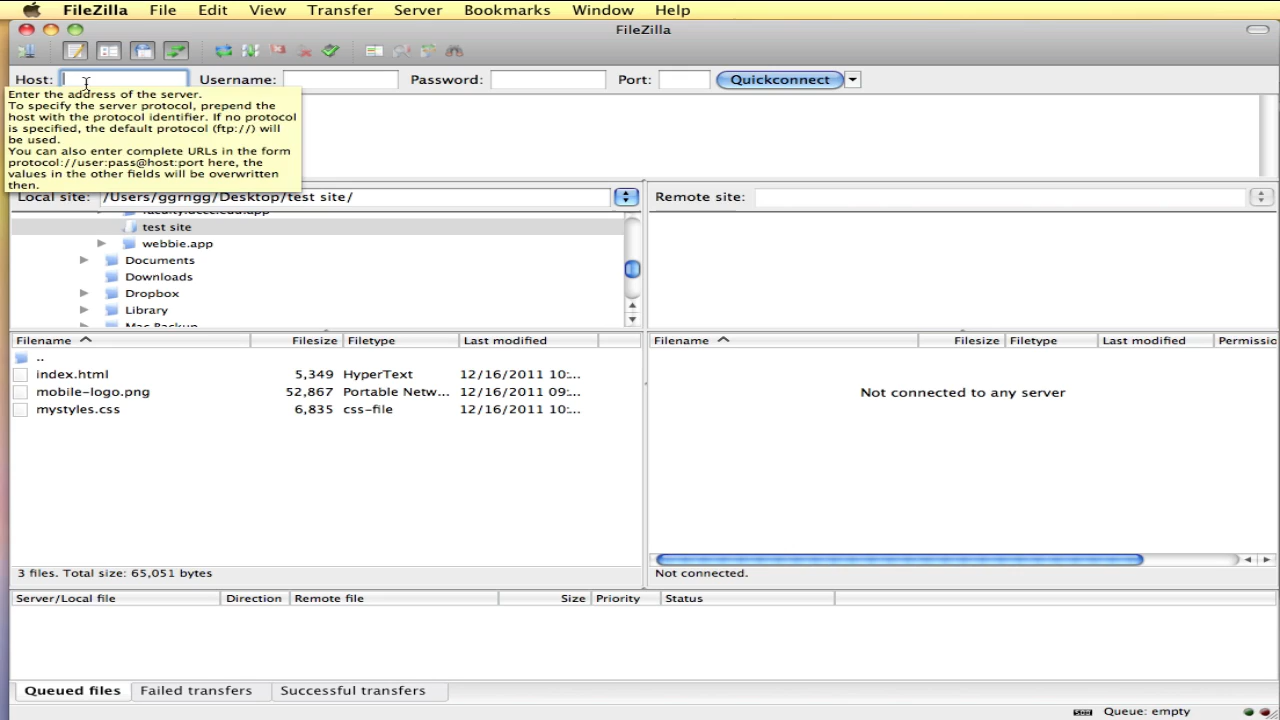 FileZilla File Edit View Transfer Server Bookmarks Window Help
FileZilla
Host: Username: Password: Port: Quickconnect
Enter the address of the server.
To specify the server protocol, prepend the
host with the protocol identifier. If no protocol
is specified, the default protocol (ftp://) will
be used.
You can also enter complete URLs in the form
protocol://user:pass@host:port here, the
values in the other fields will be overwritten
then.
Local site: /Users/ggrngg/Desktop/test site/ Remote site:
test site
webbie.app
Documents
Downloads
Dropbox
Library
Mac Backup
Filename Filesize Filetype Last modified Filename Filesize Filetype Last modified Permissio
..
index.html 5,349 HyperText 12/16/2011 10:...
mobile-logo.png 52,867 Portable Netw... 12/16/2011 09:...
mystyles.css 6,835 css-file 12/16/2011 10:...
Not connected to any server
3 files. Total size: 65,051 bytes Not connected.
Server/Local file Direction Remote file Size Priority Status
Queued files Failed transfers Successful transfers
Queue: empty